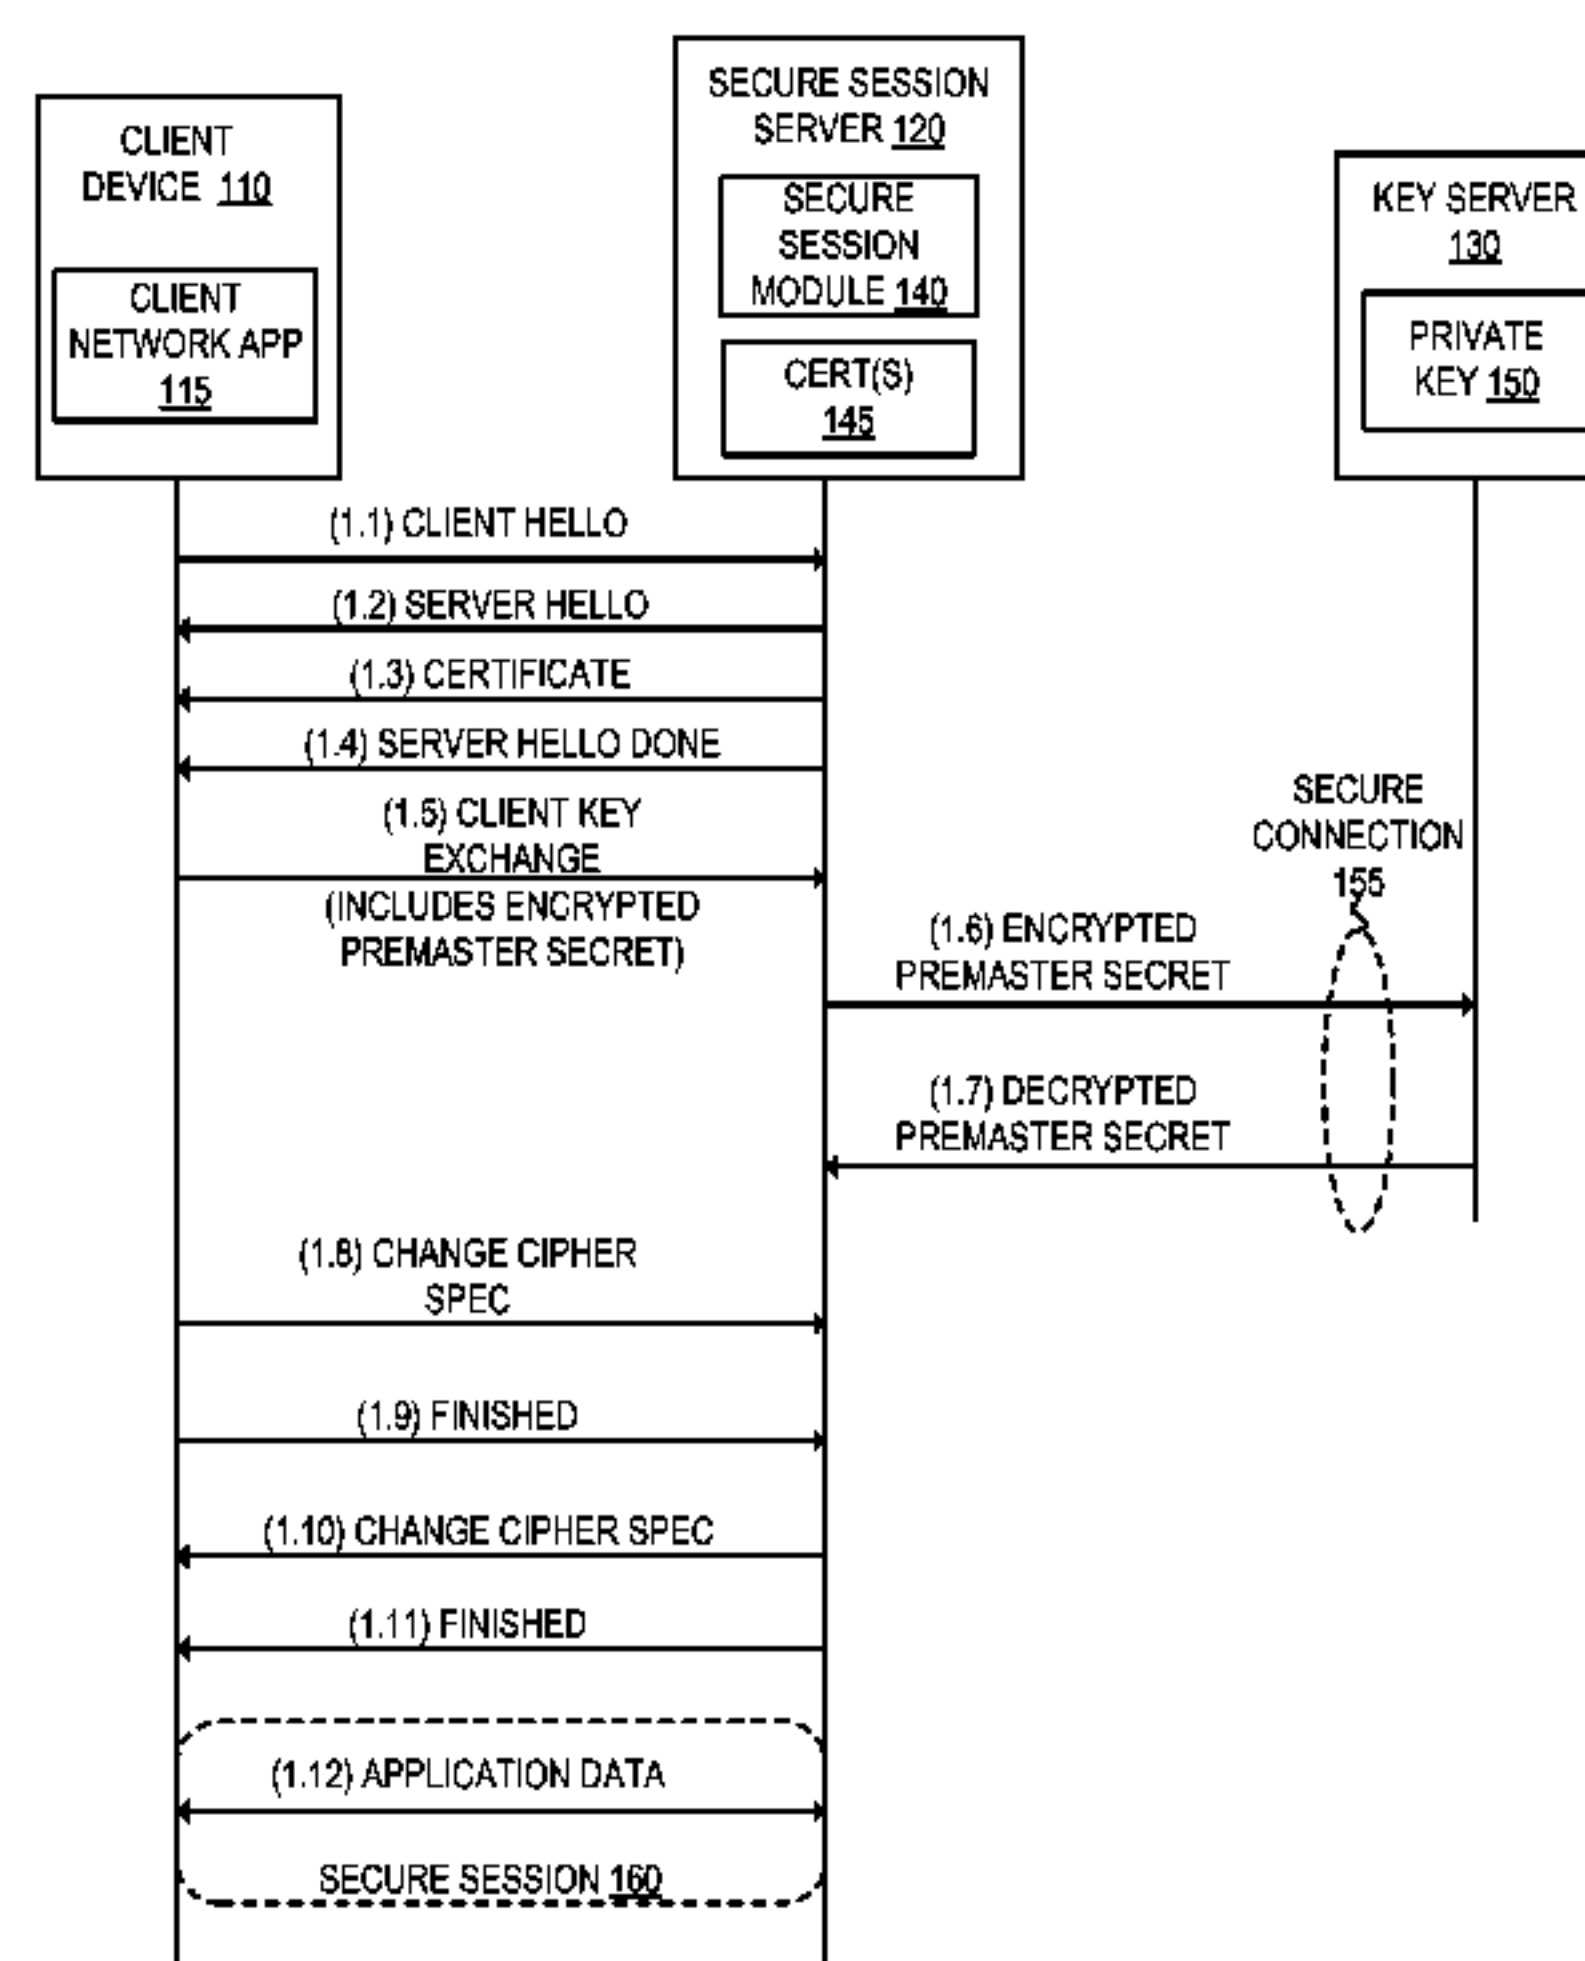 CLIENT
DEVICE 110
CLIENT
NETWORK APP
115
SECURE SESSION
SERVER 120
SECURE
SESSION
MODULE 140
CERT(S)
145
KEY SERVER
130
PRIVATE
KEY 150
(1.1) CLIENT HELLO
(1.2) SERVER HELLO
(1.3) CERTIFICATE
(1.4) SERVER HELLO DONE
(1.5) CLIENT KEY
EXCHANGE
(INCLUDES ENCRYPTED
PREMASTER SECRET)
SECURE
CONNECTION
155
(1.6) ENCRYPTED
PREMASTER SECRET
(1.7) DECRYPTED
PREMASTER SECRET
(1.8) CHANGE CIPHER
SPEC
(1.9) FINISHED
(1.10) CHANGE CIPHER SPEC
(1.11) FINISHED
(1.12) APPLICATION DATA
SECURE SESSION 160